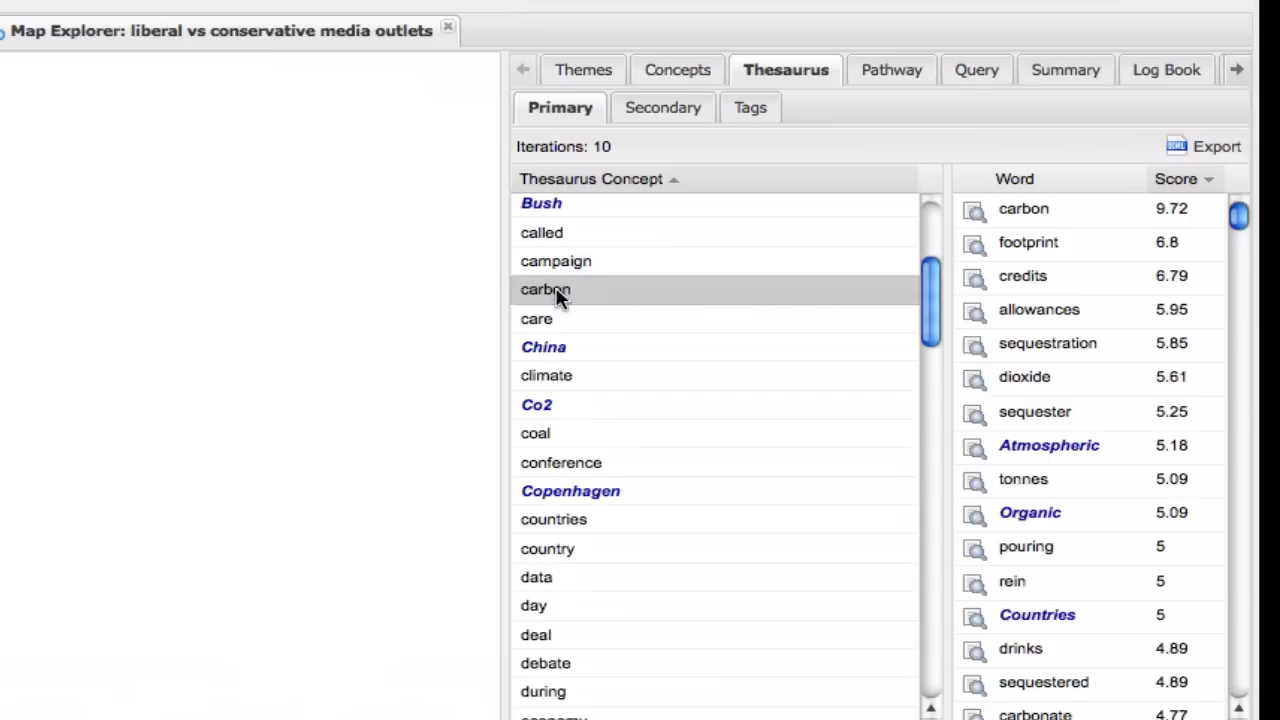 Map Explorer: liberal vs conservative media outlets
Themes Concepts Thesaurus Pathway Query Summary Log Book
Primary Secondary Tags
Iterations: 10 Export
Thesaurus Concept
Bush
called
campaign
carbon
care
China
climate
Co2
coal
conference
Copenhagen
countries
country
data
day
deal
debate
during
economy
Word Score
carbon 9.72
footprint 6.8
credits 6.79
allowances 5.95
sequestration 5.85
dioxide 5.61
sequester 5.25
Atmospheric 5.18
tonnes 5.09
Organic 5.09
pouring 5
rein 5
Countries 5
drinks 4.89
sequestered 4.89
carbonate 4.77